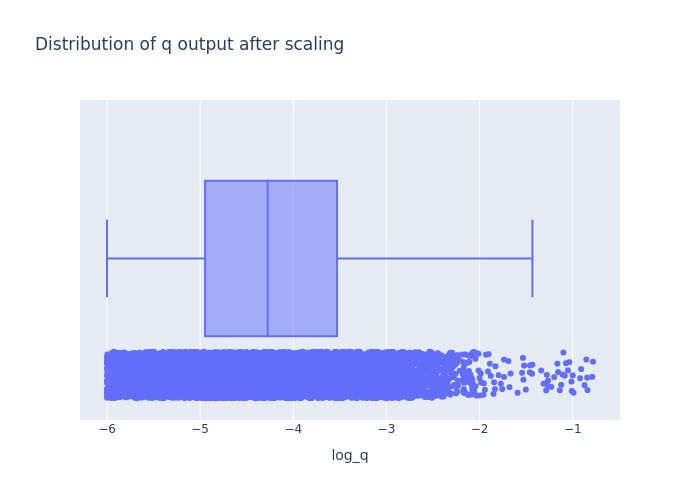 Distribution of q output after scaling
−6 −5 −4 −3 −2 −1
log_q